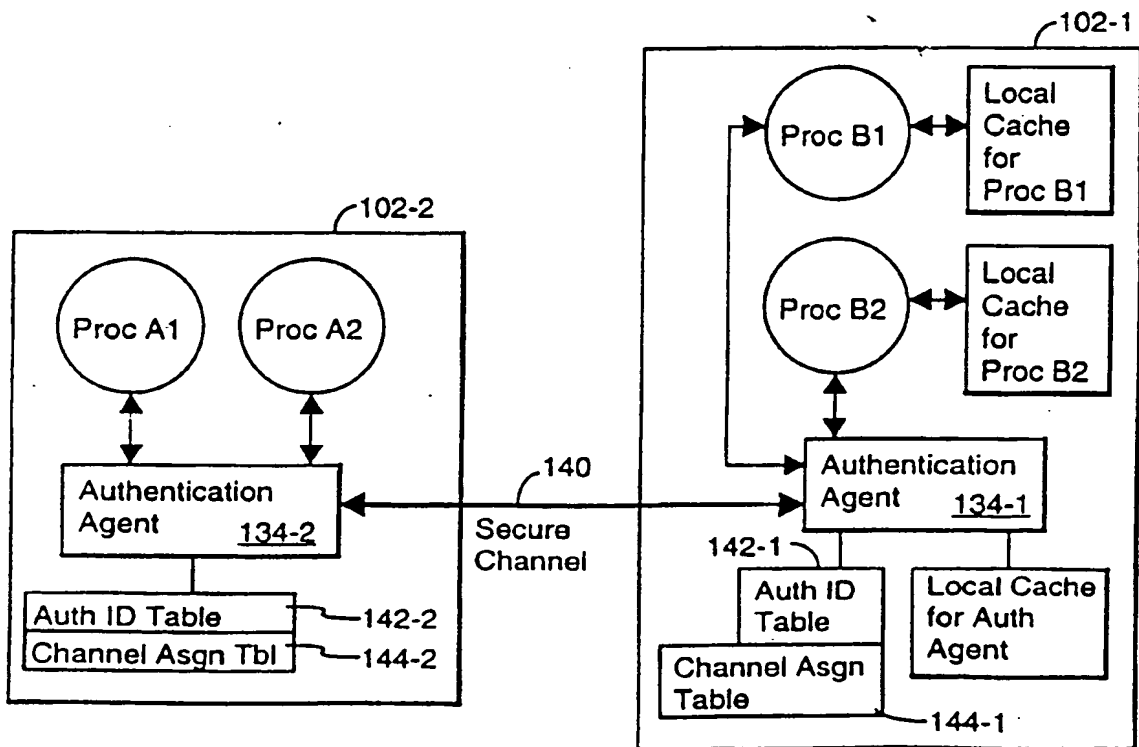 102-1
Proc B1
Local
Cache
for
Proc B1
102-2
Proc A1
Proc A2
Proc B2
Local
Cache
for
Proc B2
Authentication
Agent
134-2
140
Secure
Channel
Authentication
Agent
134-1
142-1
Auth ID Table
142-2
Channel Asgn Tbl
144-2
Auth ID
Table
Channel Asgn
Table
144-1
Local Cache
for Auth
Agent